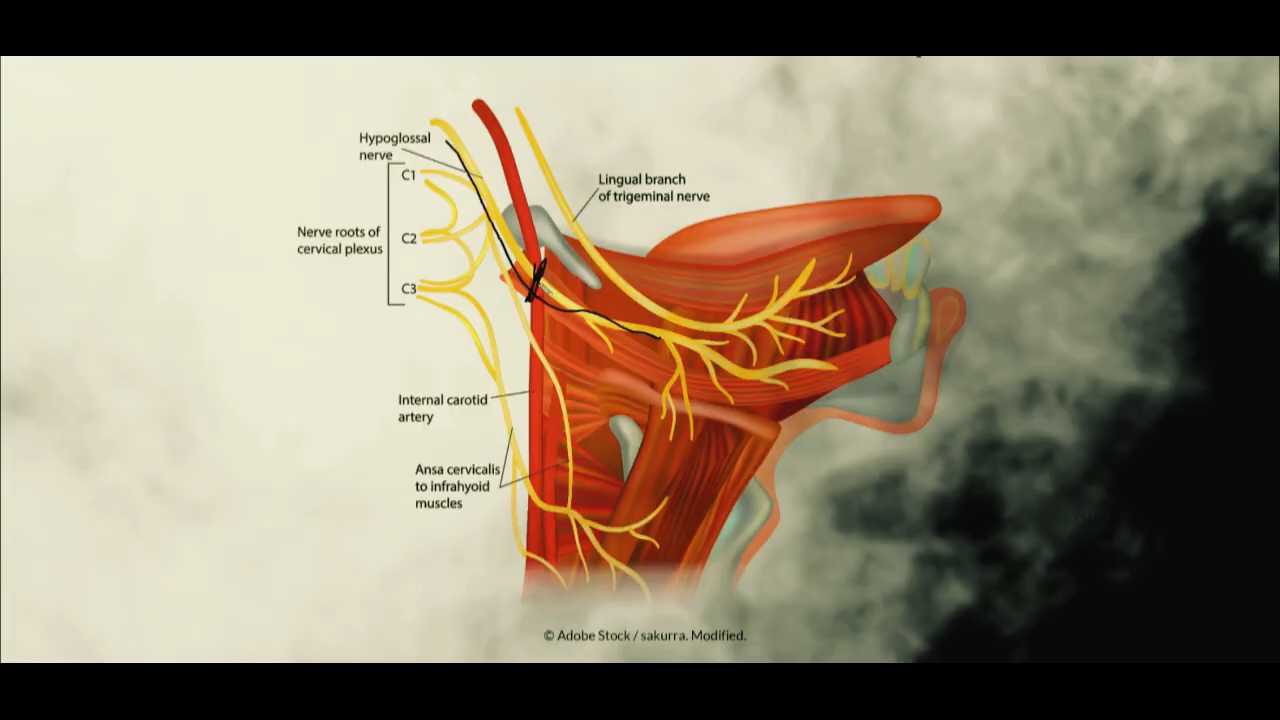 Hypoglossal
nerve
C1
Lingual branch
of trigeminal nerve
Nerve roots of
cervical plexus
C2
C3
Internal carotid
artery
Ansa cervicalis
to infrahyoid
muscles
© Adobe Stock / sakurra. Modified.